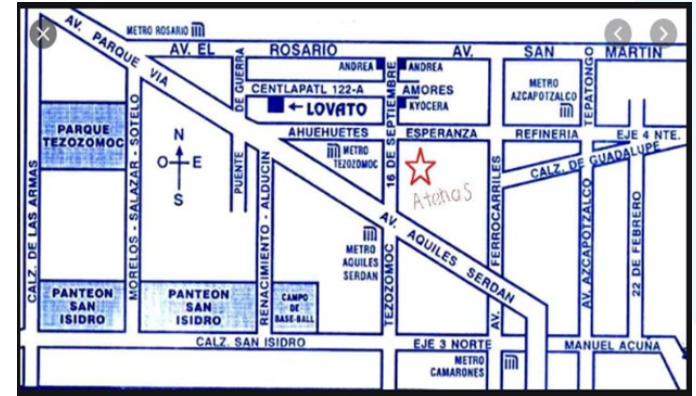 METRO ROSARIO
AV. PARQUE VIA
AV. EL ROSARIO AV. SAN MARTIN
ANDREA
ANDREA
DE GUERRA
CENTLAPATL 122-A
AMORES
METRO
AZCAPOTZALCO
TEPATONGO
← LOVATO
KYOCERA
16 DE SEPTIEMBRE
PARQUE
TEZOZOMOC
MORELOS - SALAZAR - SOTELO
N
O E
S
AHUEHUETES
ESPERANZA
REFINERIA
EJE 4 NTE.
METRO
TEZOZOMOC
PUENTE
CALZ. DE GUADALUPE
Atenas
CALZ. DE LAS ARMAS
RENACIMIENTO - ALDUCIN
AV. AQUILES SERDAN
METRO
AQUILES
SERDAN
TEZOZOMOC
AV. FERROCARRILES
AV. AZCAPOTZALCO
22 DE FEBRERO
PANTEON
SAN
ISIDRO
PANTEON
SAN
ISIDRO
CAMPO
DE
BASE-BALL
CALZ. SAN ISIDRO
EJE 3 NORTE
MANUEL ACUÑA
METRO
CAMARONES